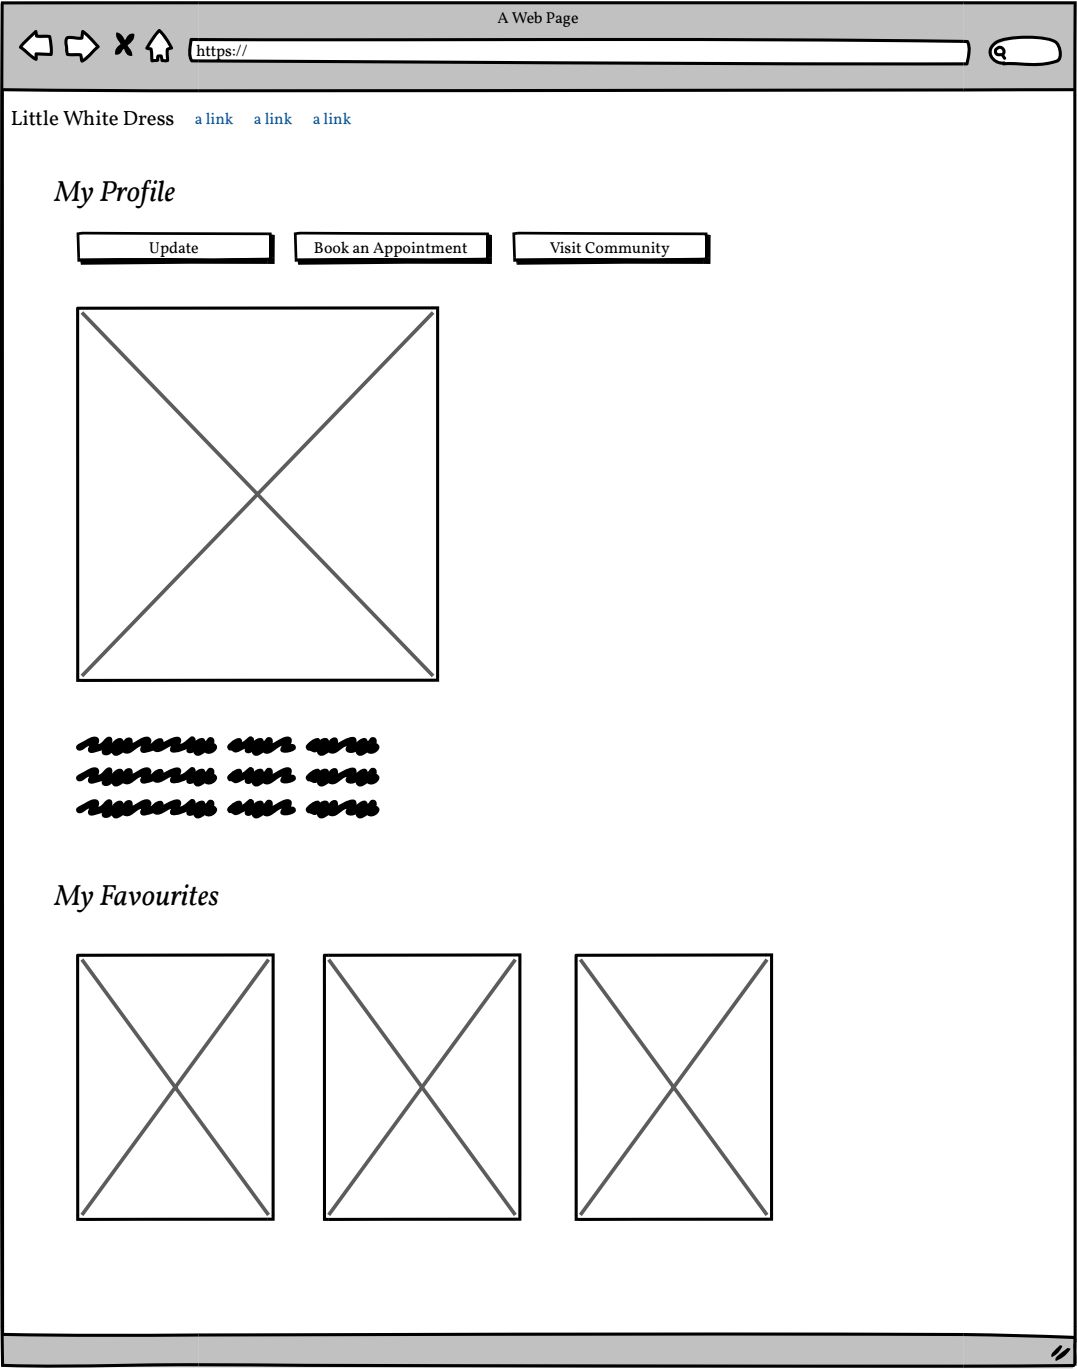 A Web Page
https://
Little White Dress a link a link a link
My Profile
Update Book an Appointment Visit Community
My Favourites